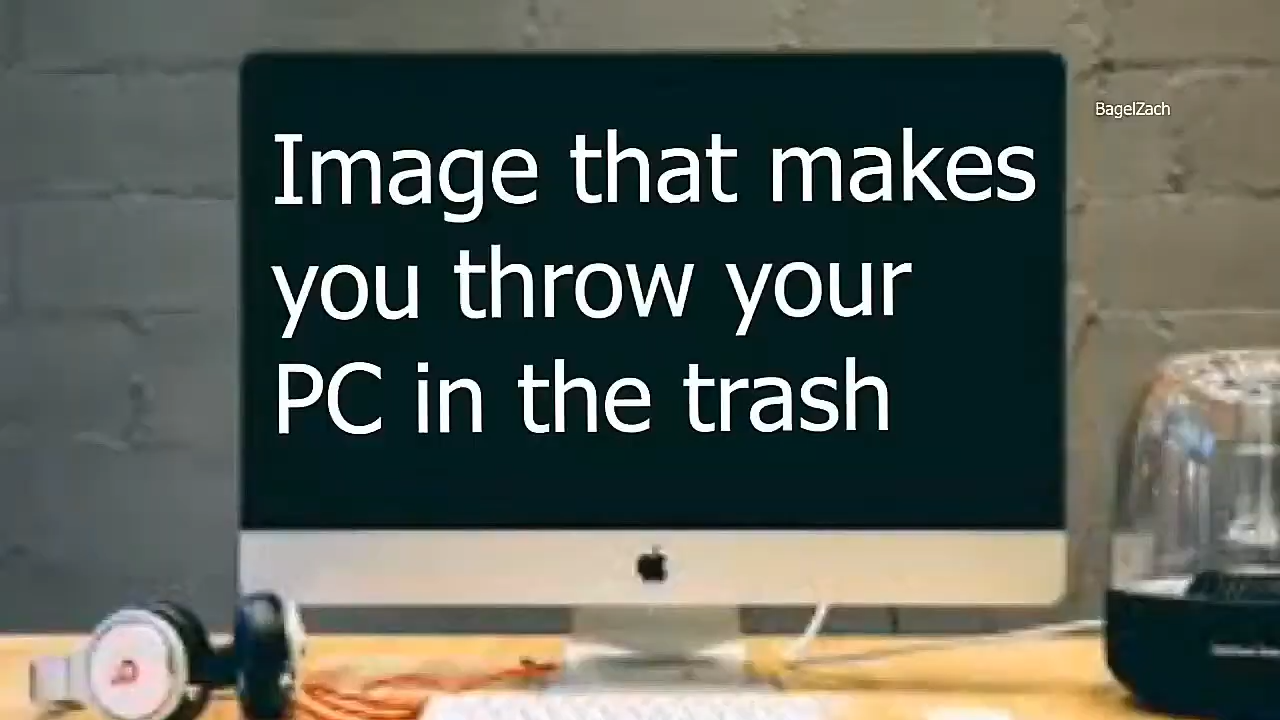 Image that makes
you throw your
PC in the trash
BagelZach